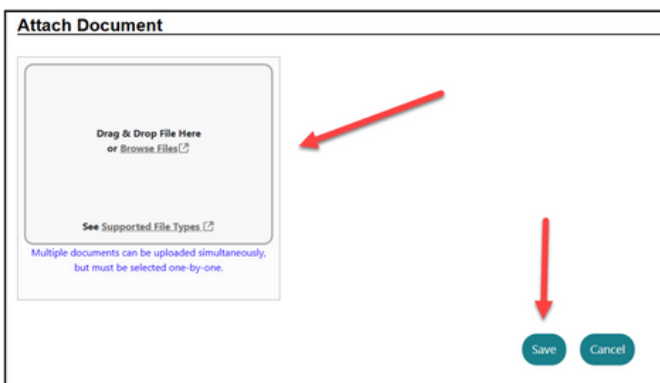 Attach Document
Drag & Drop File Here
or Browse Files
See Supported File Types
Multiple documents can be uploaded simultaneously,
but must be selected one-by-one.
Save
Cancel